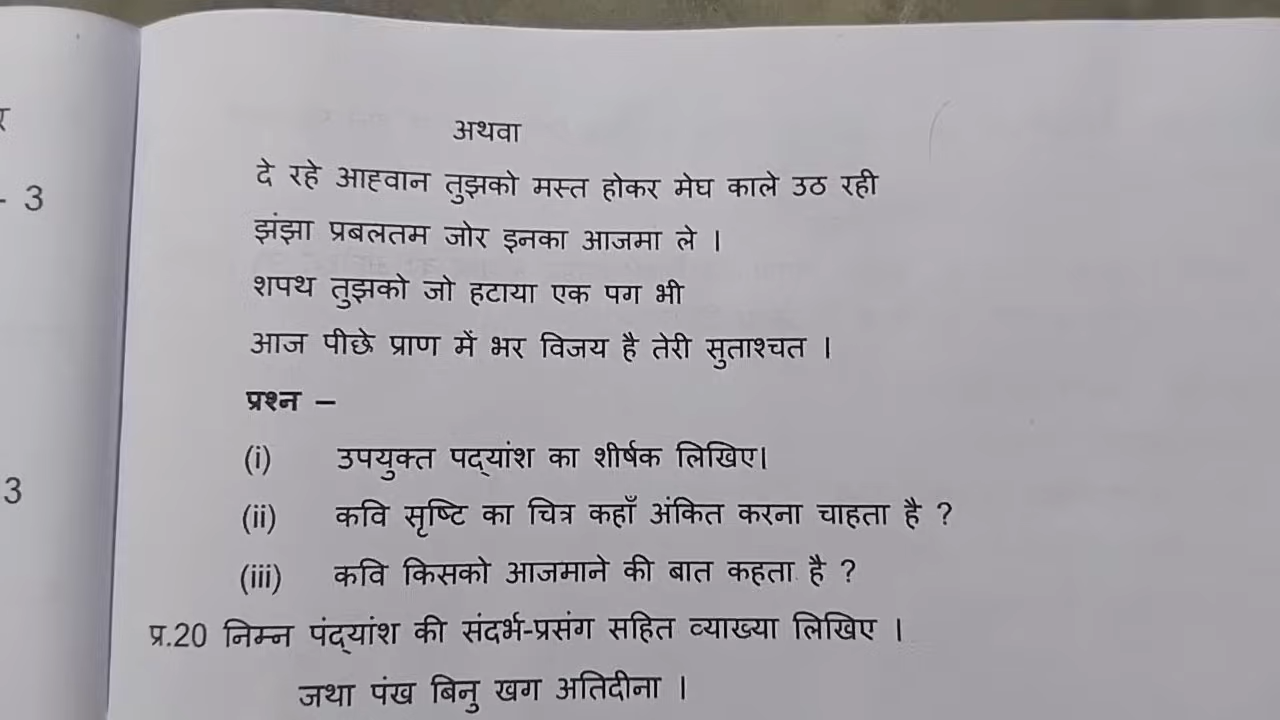 अथवा
दे रहे आह्वान तुझको मस्त होकर मेघ काले उठ रही
- 3
झंझा प्रबलतम जोर इनका आजमा ले ।
शपथ तुझको जो हटाया एक पग भी
आज पीछे प्राण में भर विजय है तेरी सुताश्चत ।
प्रश्न –
(i) उपयुक्त पद्यांश का शीर्षक लिखिए।
3
(ii) कवि सृष्टि का चित्र कहाँ अंकित करना चाहता है ?
(iii) कवि किसको आजमाने की बात कहता है ?
प्र.20 निम्न पंद्यांश की संदर्भ-प्रसंग सहित व्याख्या लिखिए ।
जथा पंख बिनु खग अतिदीना ।